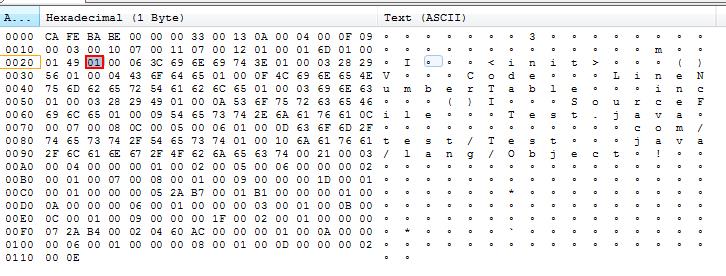 A... Hexadecimal (1 Byte) Text (ASCII)
0000 CA FE BA BE 00 00 00 33 00 13 0A 00 04 00 0F 09 3
0010 00 03 00 10 07 00 11 07 00 12 01 00 01 6D 01 00 m
0020 01 49 01 00 06 3C 69 6E 69 74 3E 01 00 03 28 29 I <init> ()
0030 56 01 00 04 43 6F 64 65 01 00 0F 4C 69 6E 65 4E V Code LineN
0040 75 6D 62 65 72 54 61 62 6C 65 01 00 03 69 6E 63 umberTable inc
0050 01 00 03 28 29 49 01 00 0A 53 6F 75 72 63 65 46 ()I SourceF
0060 69 6C 65 01 00 09 54 65 73 74 2E 6A 61 76 61 0C ile Test.java
0070 00 07 00 08 0C 00 05 00 06 01 00 0D 63 6F 6D 2F com/
0080 74 65 73 74 2F 54 65 73 74 01 00 10 6A 61 76 61 test/Test java
0090 2F 6C 61 6E 67 2F 4F 62 6A 65 63 74 00 21 00 03 /lang/Object !
00A0 00 04 00 00 00 01 00 02 00 05 00 06 00 00 00 02
00B0 00 01 00 07 00 08 00 01 00 09 00 00 00 1D 00 01
00C0 00 01 00 00 00 05 2A B7 00 01 B1 00 00 00 01 00 *
00D0 0A 00 00 00 06 00 01 00 00 00 03 00 01 00 0B 00
00E0 0C 00 01 00 09 00 00 00 1F 00 02 00 01 00 00 00
00F0 07 2A B4 00 02 04 60 AC 00 00 00 01 00 0A 00 00 * `
0100 00 06 00 01 00 00 00 08 00 01 00 0D 00 00 00 02
0110 00 0E